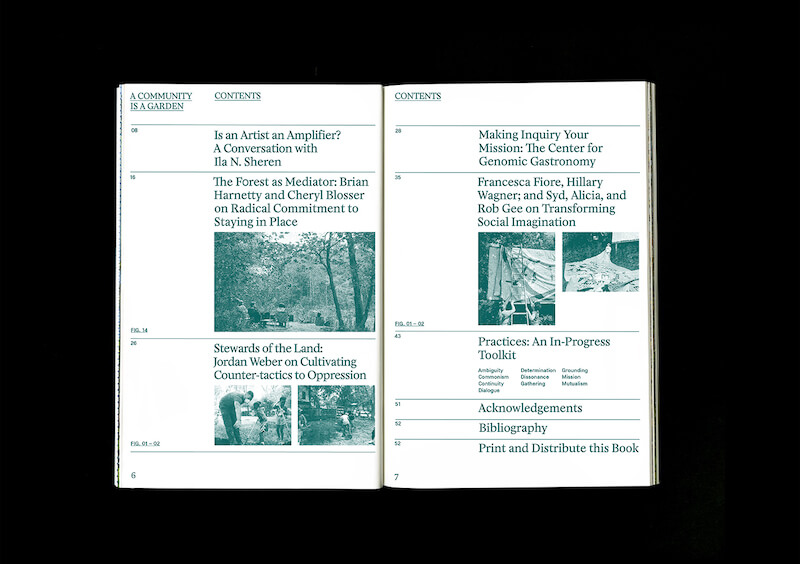 A COMMUNITY
IS A GARDEN
CONTENTS
08
Is an Artist an Amplifier?
A Conversation with
Ila N. Sheren
16
The Forest as Mediator: Brian
Harnetty and Cheryl Blosser
on Radical Commitment to
Staying in Place
FIG. 14
26
Stewards of the Land:
Jordan Weber on Cultivating
Counter-tactics to Oppression
FIG. 01–02
6
CONTENTS
28
Making Inquiry Your
Mission: The Center for
Genomic Gastronomy
35
Francesca Fiore, Hillary
Wagner; and Syd, Alicia, and
Rob Gee on Transforming
Social Imagination
FIG. 01–02
43
Practices: An In-Progress
Toolkit
Ambiguity
Commonism
Continuity
Dialogue
Determination
Dissonance
Gathering
Grounding
Mission
Mutualism
51
Acknowledgements
52
Bibliography
52
Print and Distribute this Book
7